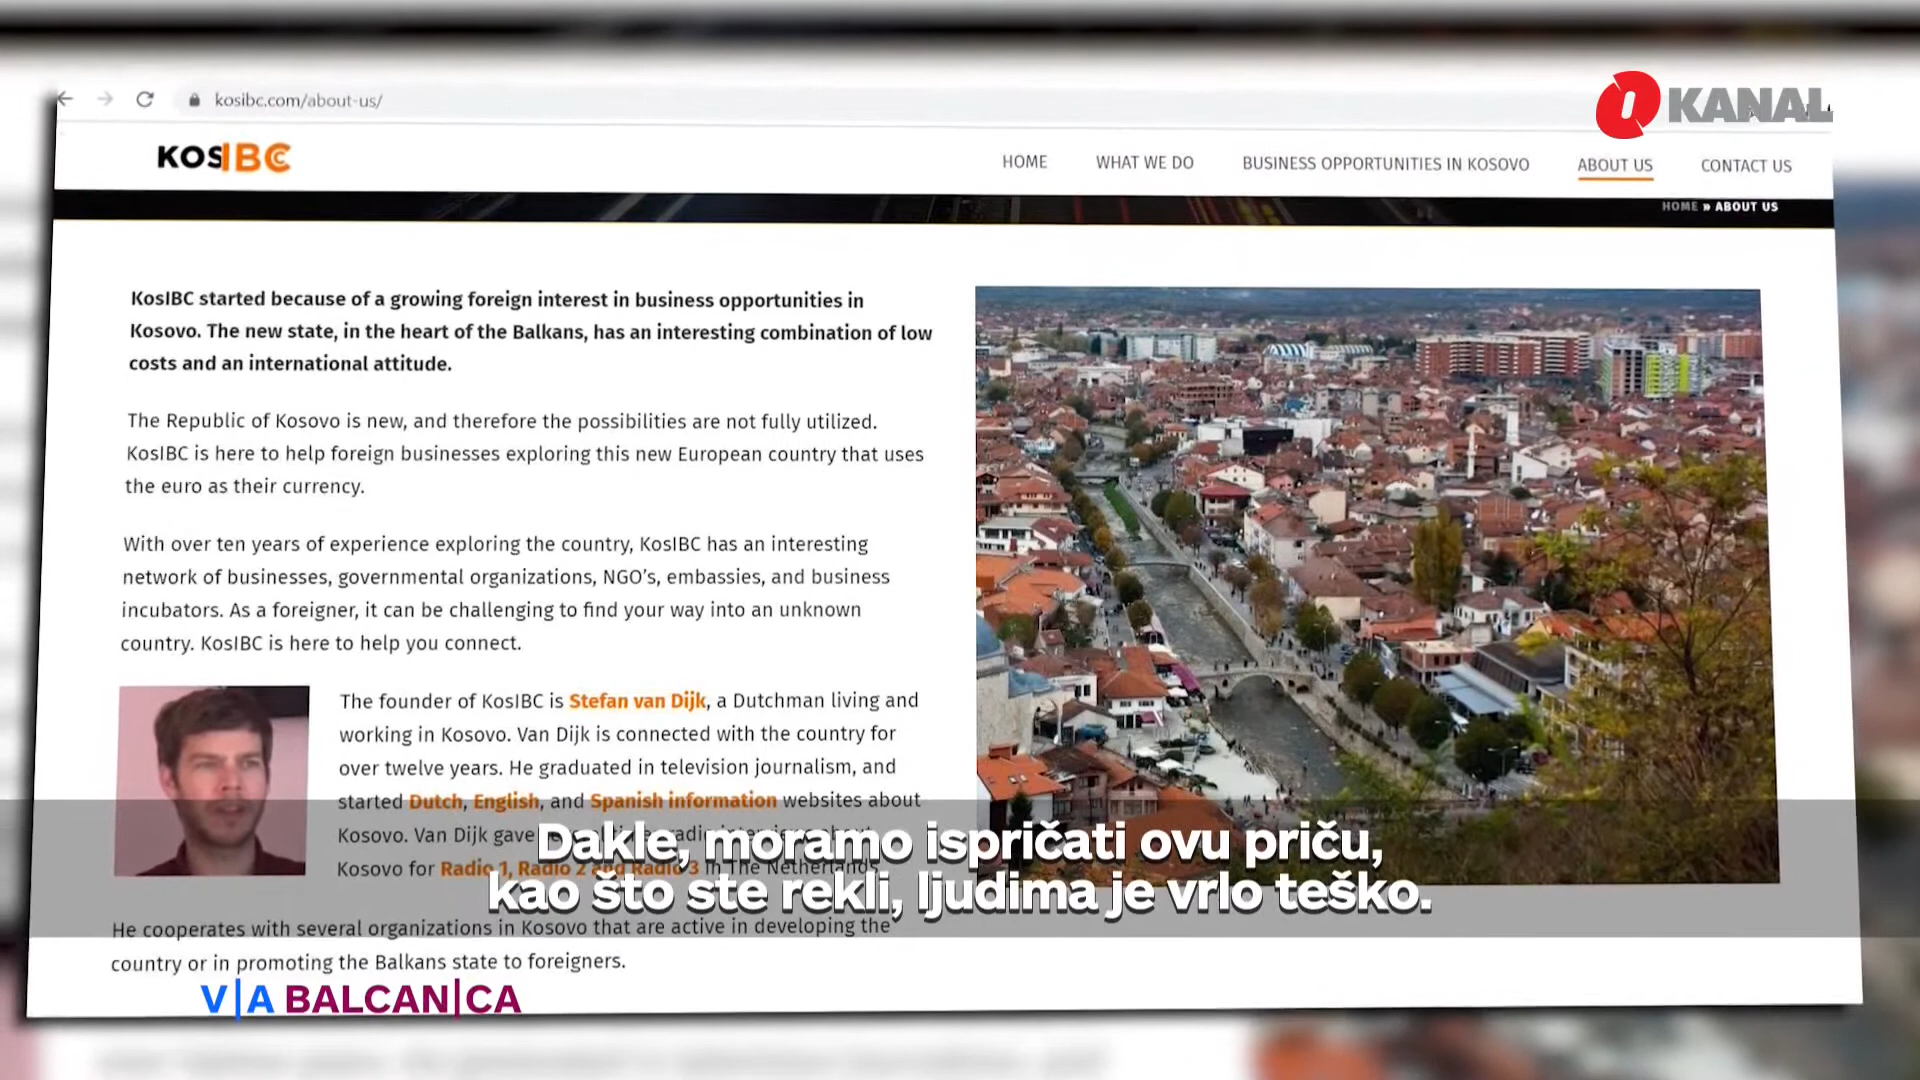 kosibc.com/about-us/
O KANAL
KOSIBC
HOME
WHAT WE DO
BUSINESS OPPORTUNITIES IN KOSOVO
ABOUT US
CONTACT US
HOME » ABOUT US
KosIBC started because of a growing foreign interest in business opportunities in
Kosovo. The new state, in the heart of the Balkans, has an interesting combination of low
costs and an international attitude.
The Republic of Kosovo is new, and therefore the possibilities are not fully utilized.
KosIBC is here to help foreign businesses exploring this new European country that uses
the euro as their currency.
With over ten years of experience exploring the country, KosIBC has an interesting
network of businesses, governmental organizations, NGO’s, embassies, and business
incubators. As a foreigner, it can be challenging to find your way into an unknown
country. KosIBC is here to help you connect.
The founder of KosIBC is Stefan van Dijk, a Dutchman living and
working in Kosovo. Van Dijk is connected with the country for
over twelve years. He graduated in television journalism, and
started Dutch, English, and Spanish information websites about
Kosovo. Van Dijk gave
Kosovo for Radio 1, Radio 2 and Radio 3 in The Netherlands
Dakle, moramo ispričati ovu priču,
kao što ste rekli, ljudima je vrlo teško.
He cooperates with several organizations in Kosovo that are active in developing the
country or in promoting the Balkans state to foreigners.
V|A BALCAN|CA